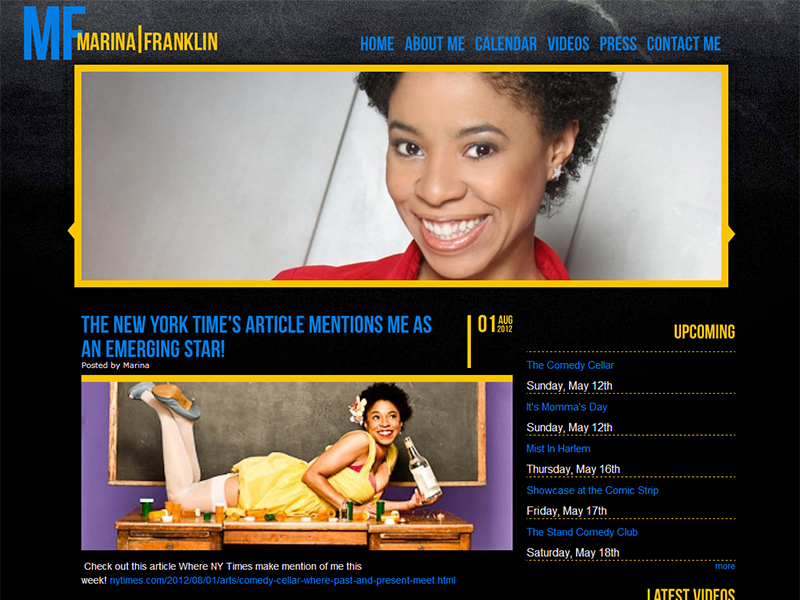 MF
MARINA|FRANKLIN
HOME ABOUT ME CALENDAR VIDEOS PRESS CONTACT ME
THE NEW YORK TIME'S ARTICLE MENTIONS ME AS
AN EMERGING STAR!
Posted by Marina
01 AUG
2012
Check out this article Where NY Times make mention of me this
week! nytimes.com/2012/08/01/arts/comedy-cellar-where-past-and-present-meet.html
UPCOMING
The Comedy Cellar
Sunday, May 12th
It's Momma's Day
Sunday, May 12th
Mist In Harlem
Thursday, May 16th
Showcase at the Comic Strip
Friday, May 17th
The Stand Comedy Club
Saturday, May 18th
more
LATEST VIDEOS